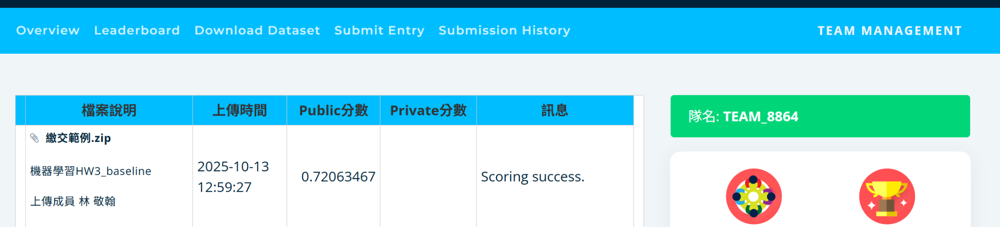 Overview Leaderboard Download Dataset Submit Entry Submission History TEAM MANAGEMENT
檔案說明 上傳時間 Public分數 Private分數 訊息
繳交範例.zip
機器學習HW3_baseline
上傳成員 林 敬翰
2025-10-13
12:59:27
0.72063467
Scoring success.
隊名: TEAM_8864